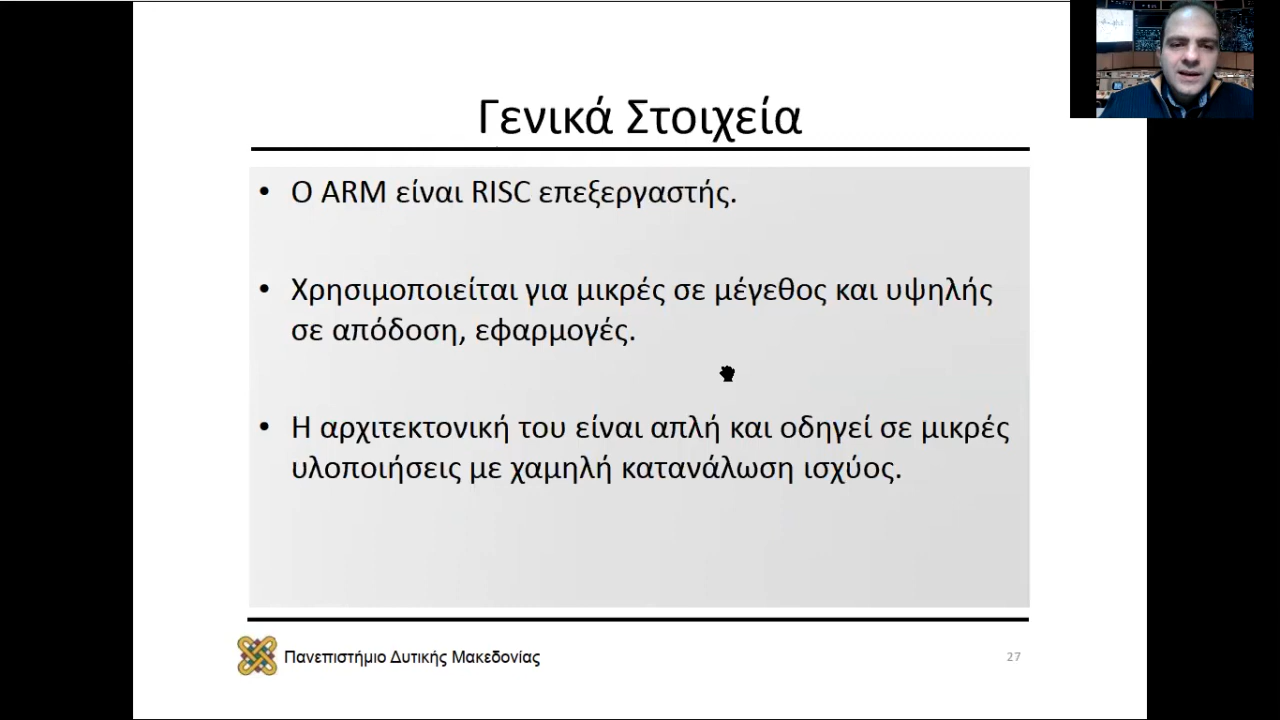 Γενικά Στοιχεία
• Ο ARM είναι RISC επεξεργαστής.
• Χρησιμοποιείται για μικρές σε μέγεθος και υψηλής
σε απόδοση, εφαρμογές.
• Η αρχιτεκτονική του είναι απλή και οδηγεί σε μικρές
υλοποιήσεις με χαμηλή κατανάλωση ισχύος.
Πανεπιστήμιο Δυτικής Μακεδονίας
27